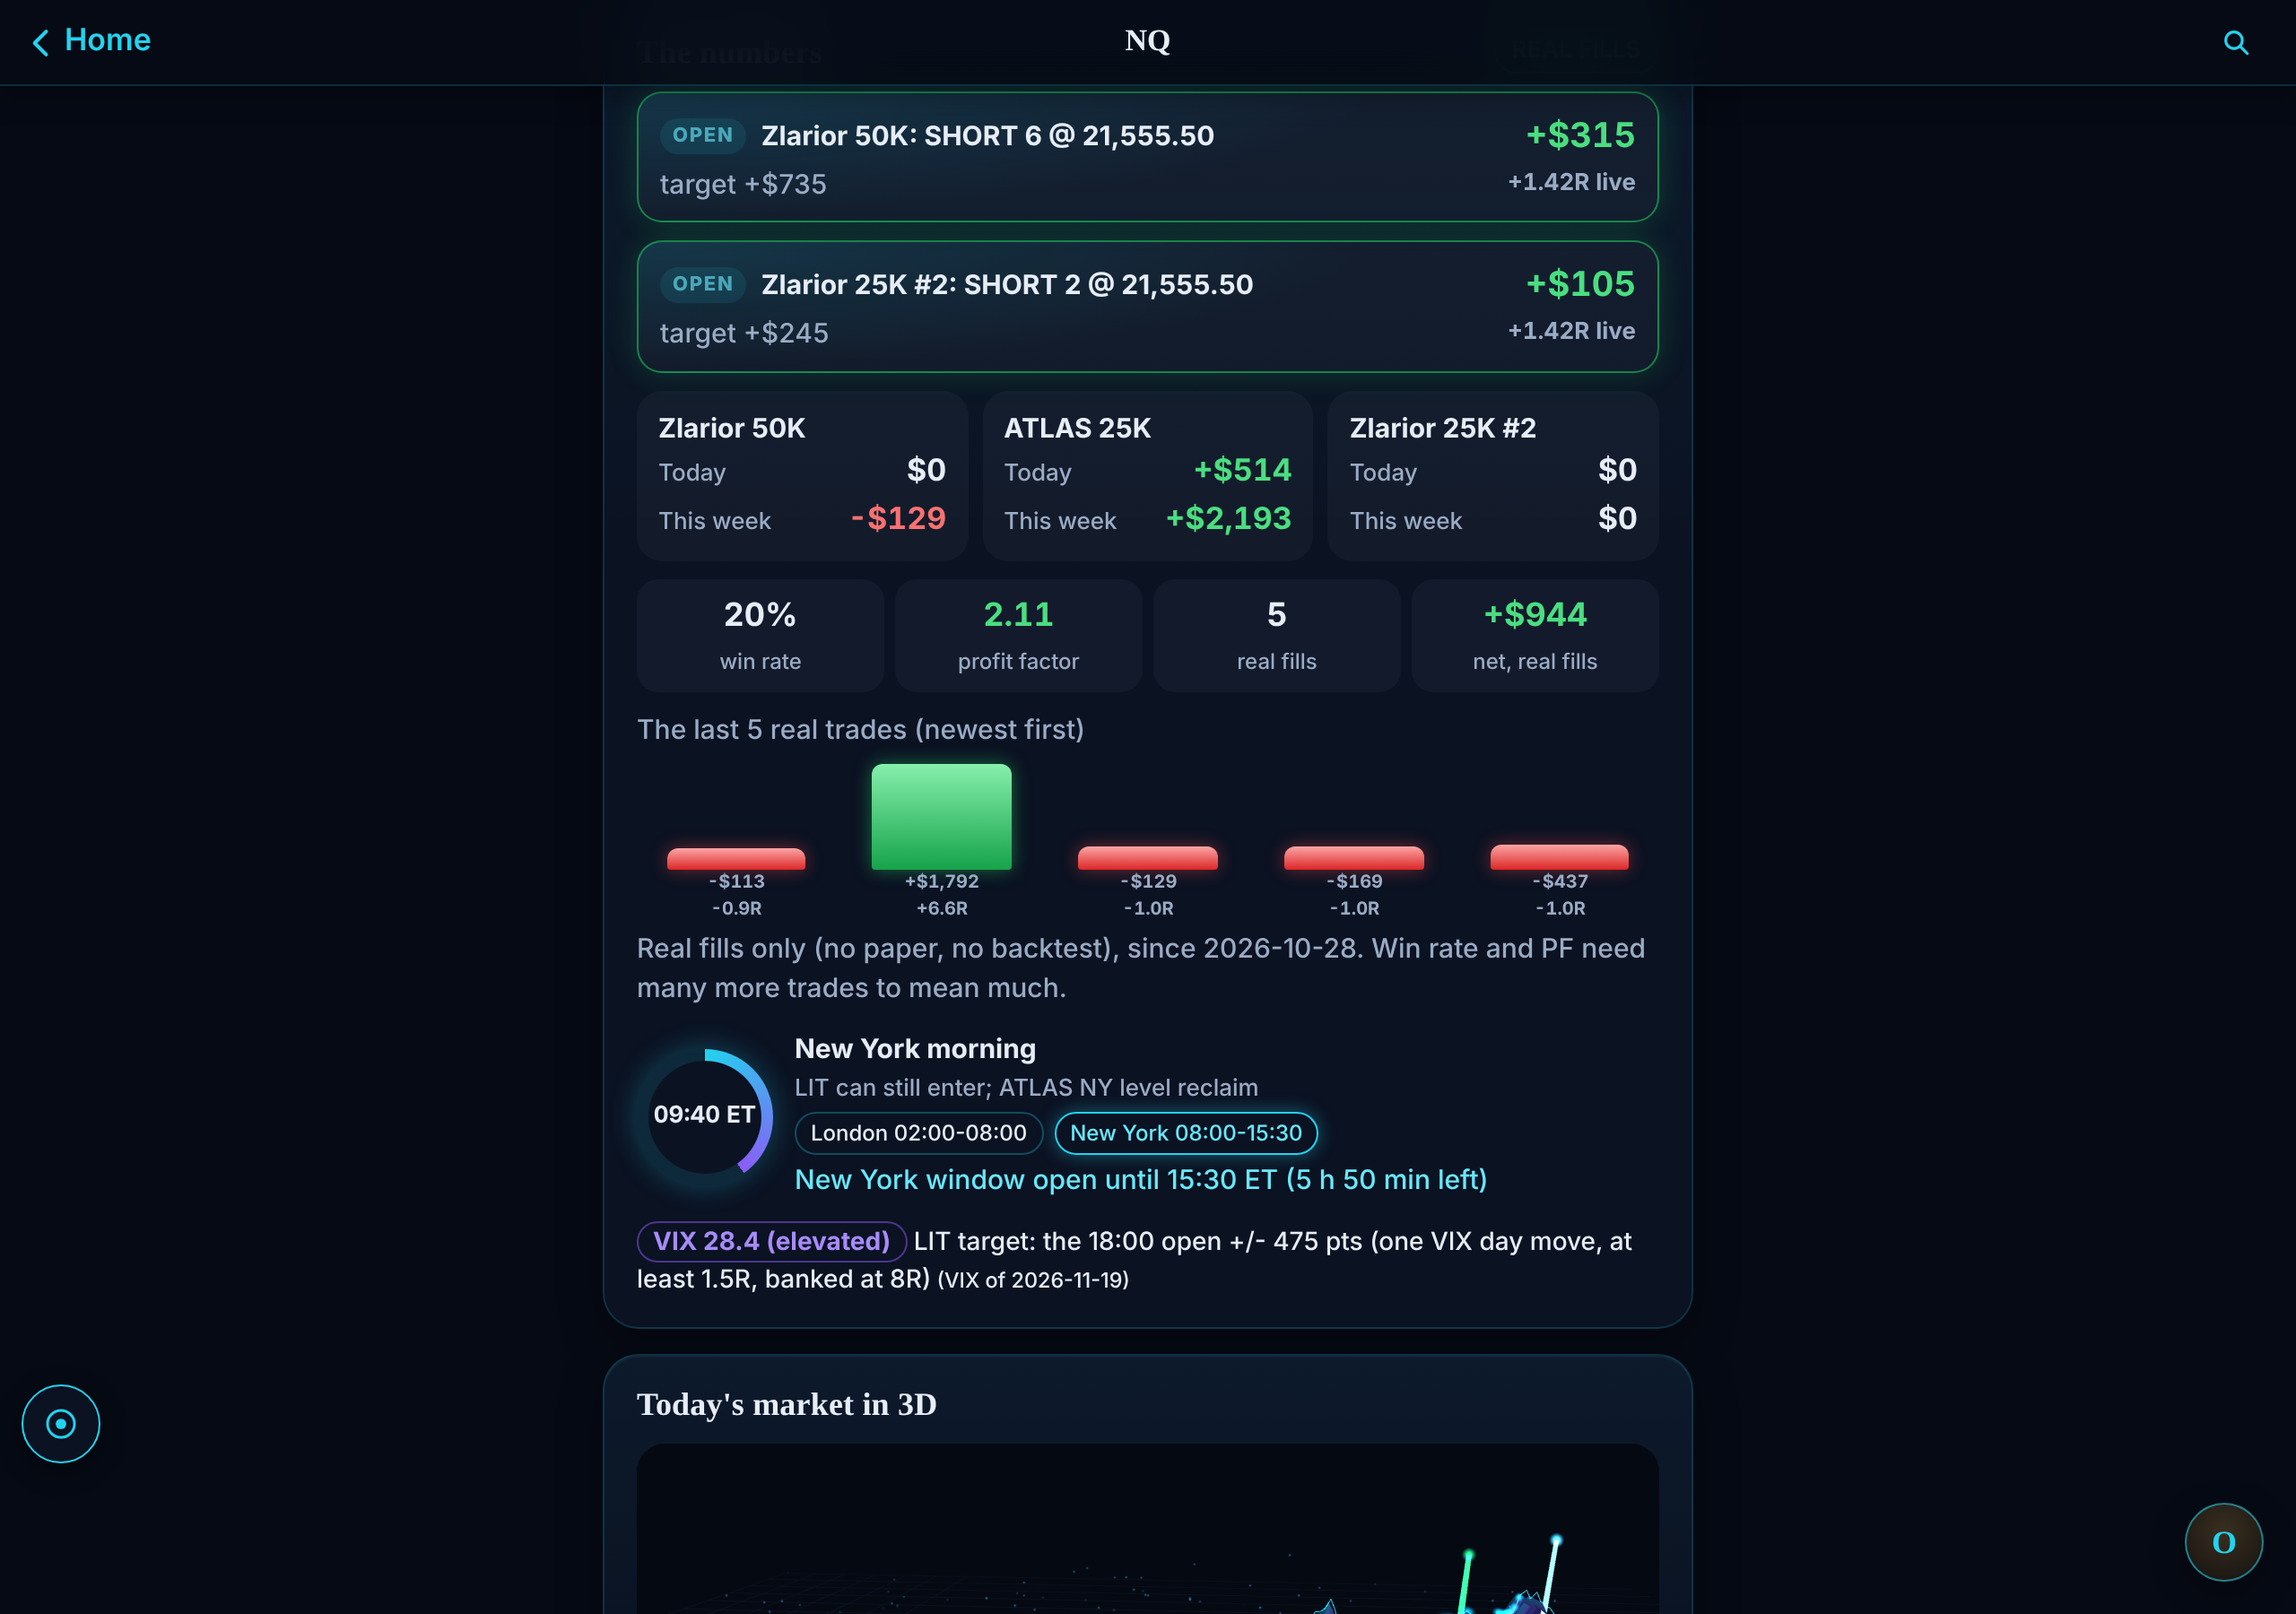 Home
NQ
The numbers
REAL FILLS
OPEN Zlarior 50K: SHORT 6 @ 21,555.50 +$315
target +$735 +1.42R live
OPEN Zlarior 25K #2: SHORT 2 @ 21,555.50 +$105
target +$245 +1.42R live
Zlarior 50K
Today $0
This week -$129
ATLAS 25K
Today +$514
This week +$2,193
Zlarior 25K #2
Today $0
This week $0
20%
win rate
2.11
profit factor
5
real fills
+$944
net, real fills
The last 5 real trades (newest first)
-$113 +$1,792 -$129 -$169 -$437
-0.9R +6.6R -1.0R -1.0R -1.0R
Real fills only (no paper, no backtest), since 2026-10-28. Win rate and PF need
many more trades to mean much.
09:40 ET
New York morning
LIT can still enter; ATLAS NY level reclaim
London 02:00-08:00 New York 08:00-15:30
New York window open until 15:30 ET (5 h 50 min left)
VIX 28.4 (elevated) LIT target: the 18:00 open +/- 475 pts (one VIX day move, at
least 1.5R, banked at 8R) (VIX of 2026-11-19)
Today's market in 3D
O